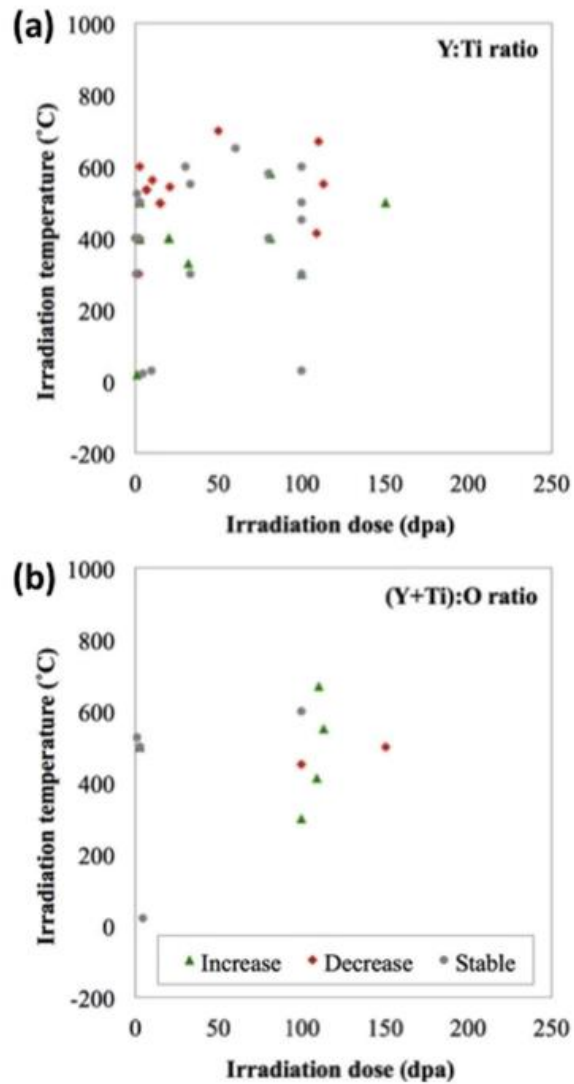 (a)
Y:Ti ratio
Irradiation temperature (˚C)
1000
800
600
400
200
0
-200
0 50 100 150 200 250
Irradiation dose (dpa)
(b)
(Y+Ti):O ratio
Irradiation temperature (˚C)
1000
800
600
400
200
0
-200
Increase Decrease Stable
0 50 100 150 200 250
Irradiation dose (dpa)